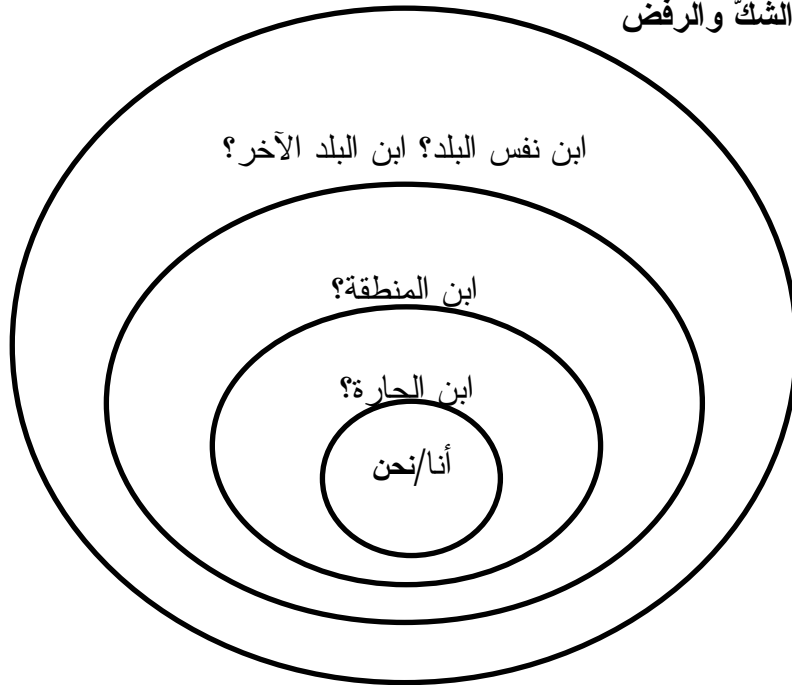 الشكّ والرفض
ابن نفس البلد؟ ابن البلد الآخر؟
ابن المنطقة؟
ابن الحارة؟
أنا/نحن